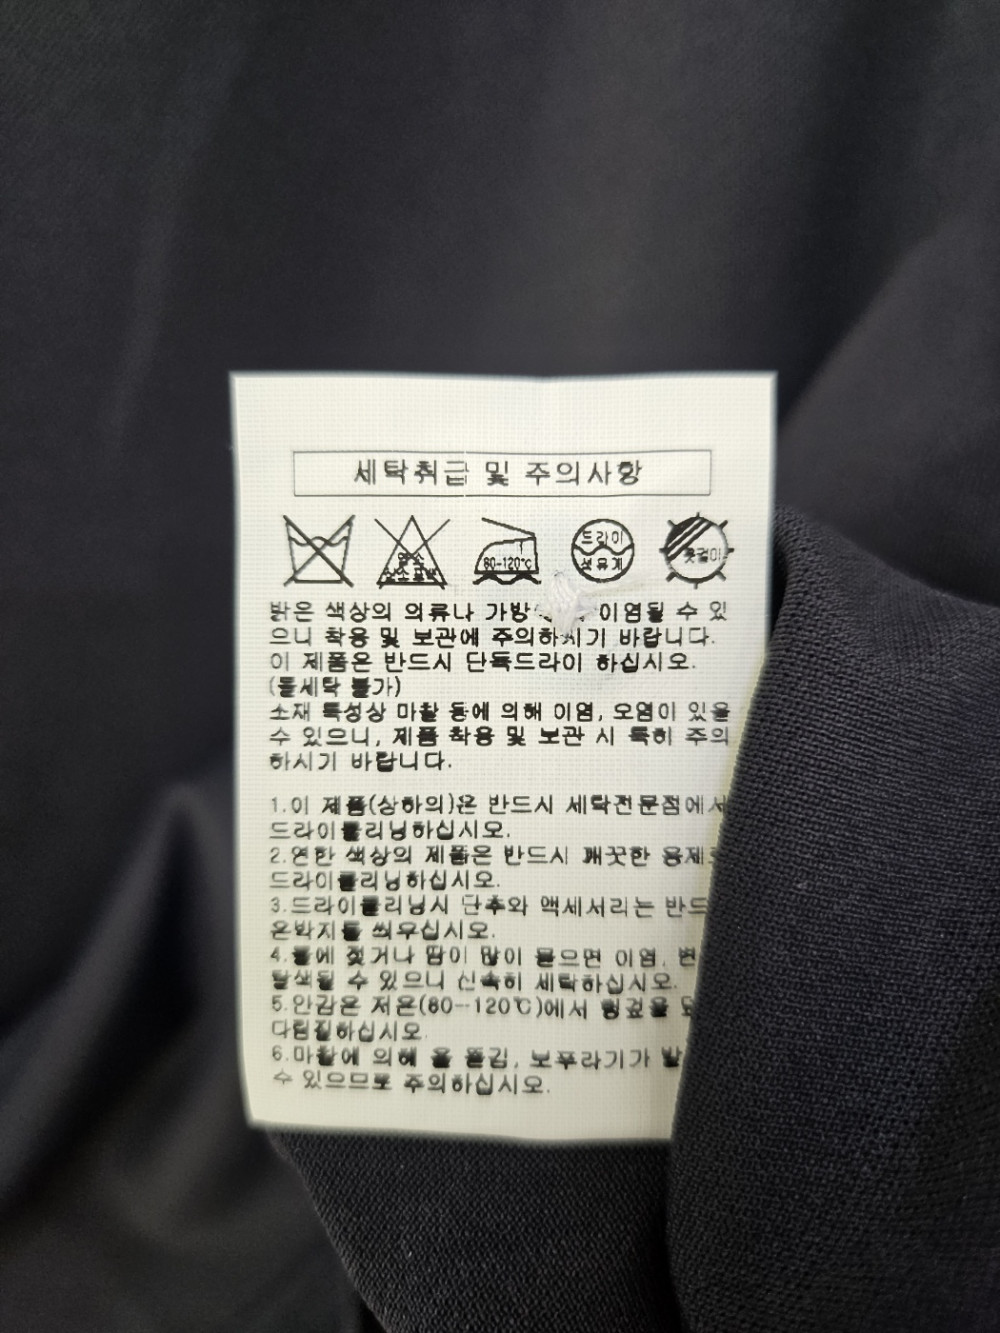 세탁취급 및 주의사항
염소
산소표백
80-120℃
드라이
석유계
옷걸이
밝은 색상의 의류나 가방 이염될 수 있
으니 착용 및 보관에 주의하시기 바랍니다.
이 제품은 반드시 단독드라이 하십시오.
(물세탁 불가)
소재 특성상 마찰 등에 의해 이염, 오염이 있을
수 있으니, 제품 착용 및 보관 시 특히 주의
하시기 바랍니다.
1.이 제품(상하의)은 반드시 세탁전문점에서
드라이클리닝하십시오.
2.연한 색상의 제품은 반드시 깨끗한 용제
드라이클리닝하십시오.
3.드라이클리닝시 단추와 액세서리는 반드
은박지를 씌우십시오.
4.물에 젖거나 땀이 많이 묻으면 이염, 변
탈색될 수 있으니 신속히 세탁하십시오.
5.안감은 저온(80-120℃)에서 헝겊을
다림질하십시오.
6.마찰에 의해 올 뜯김, 보푸라기가 발
수 있으므로 주의하십시오.